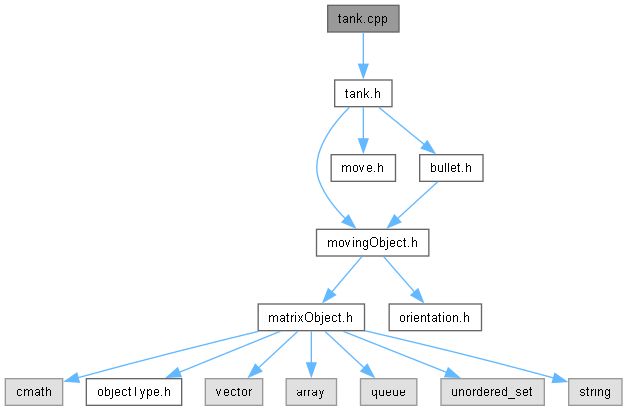 tank.cpp
tank.h
move.h
bullet.h
movingObject.h
matrixObject.h
orientation.h
cmath
objectType.h
vector
array
queue
unordered_set
string